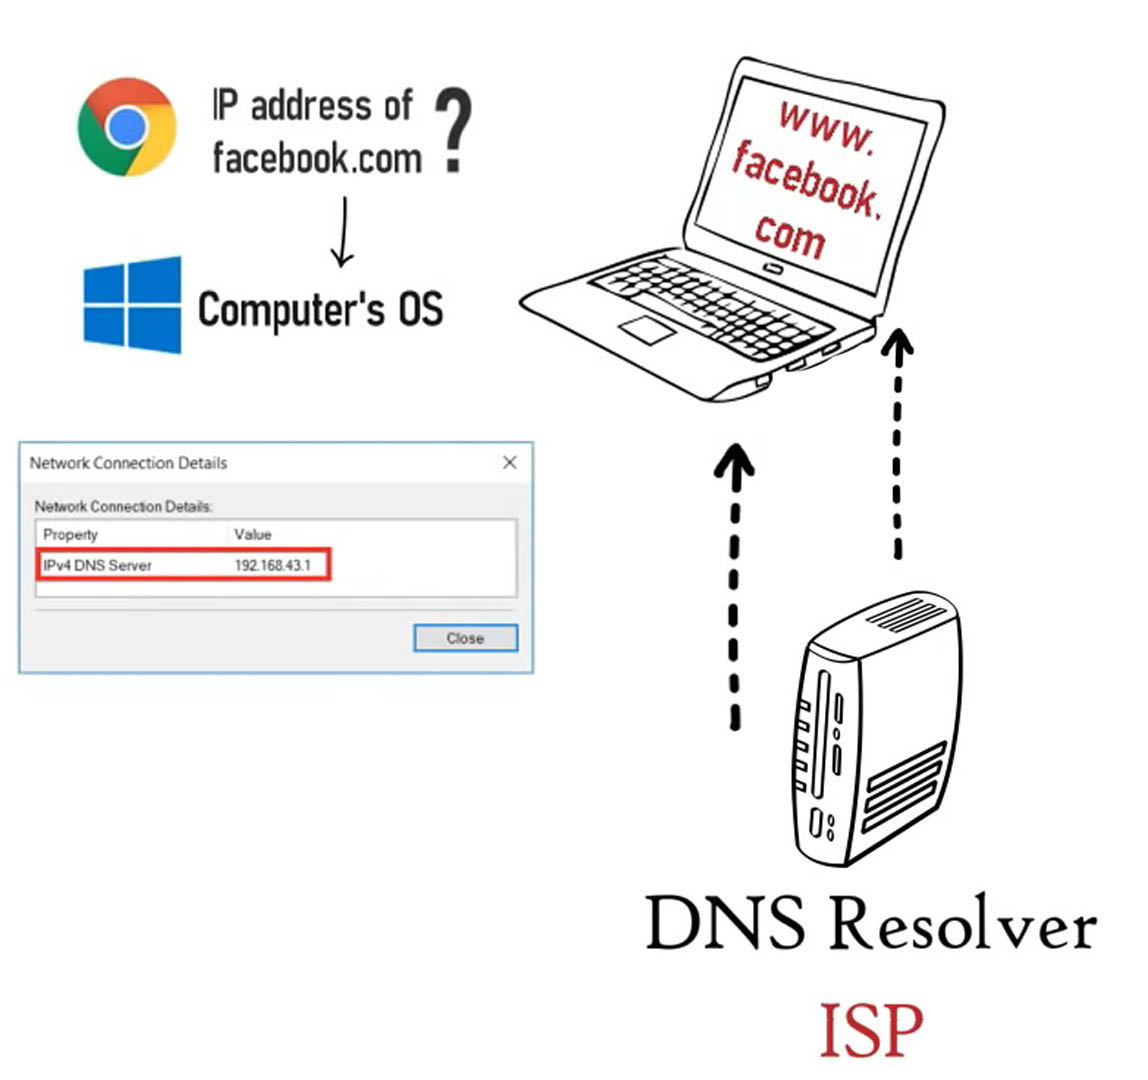 IP address of
facebook.com ?
Computer's OS
www.
facebook.
com
Network Connection Details
Network Connection Details:
Property Value
IPv4 DNS Server 192.168.43.1
Close
DNS Resolver
ISP